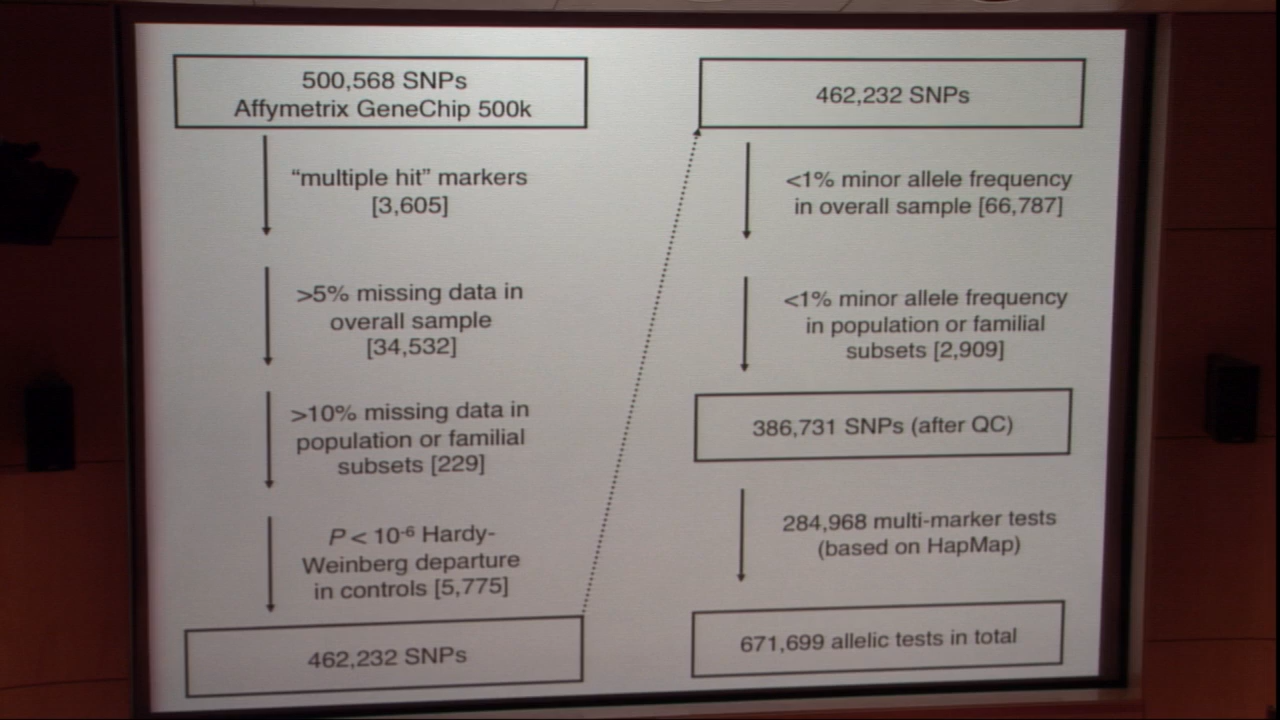 500,568 SNPs
Affymetrix GeneChip 500k
“multiple hit” markers
[3,605]
>5% missing data in
overall sample
[34,532]
>10% missing data in
population or familial
subsets [229]
P < 10-6 Hardy-
Weinberg departure
in controls [5,775]
462,232 SNPs
462,232 SNPs
<1% minor allele frequency
in overall sample [66,787]
<1% minor allele frequency
in population or familial
subsets [2,909]
386,731 SNPs (after QC)
284,968 multi-marker tests
(based on HapMap)
671,699 allelic tests in total